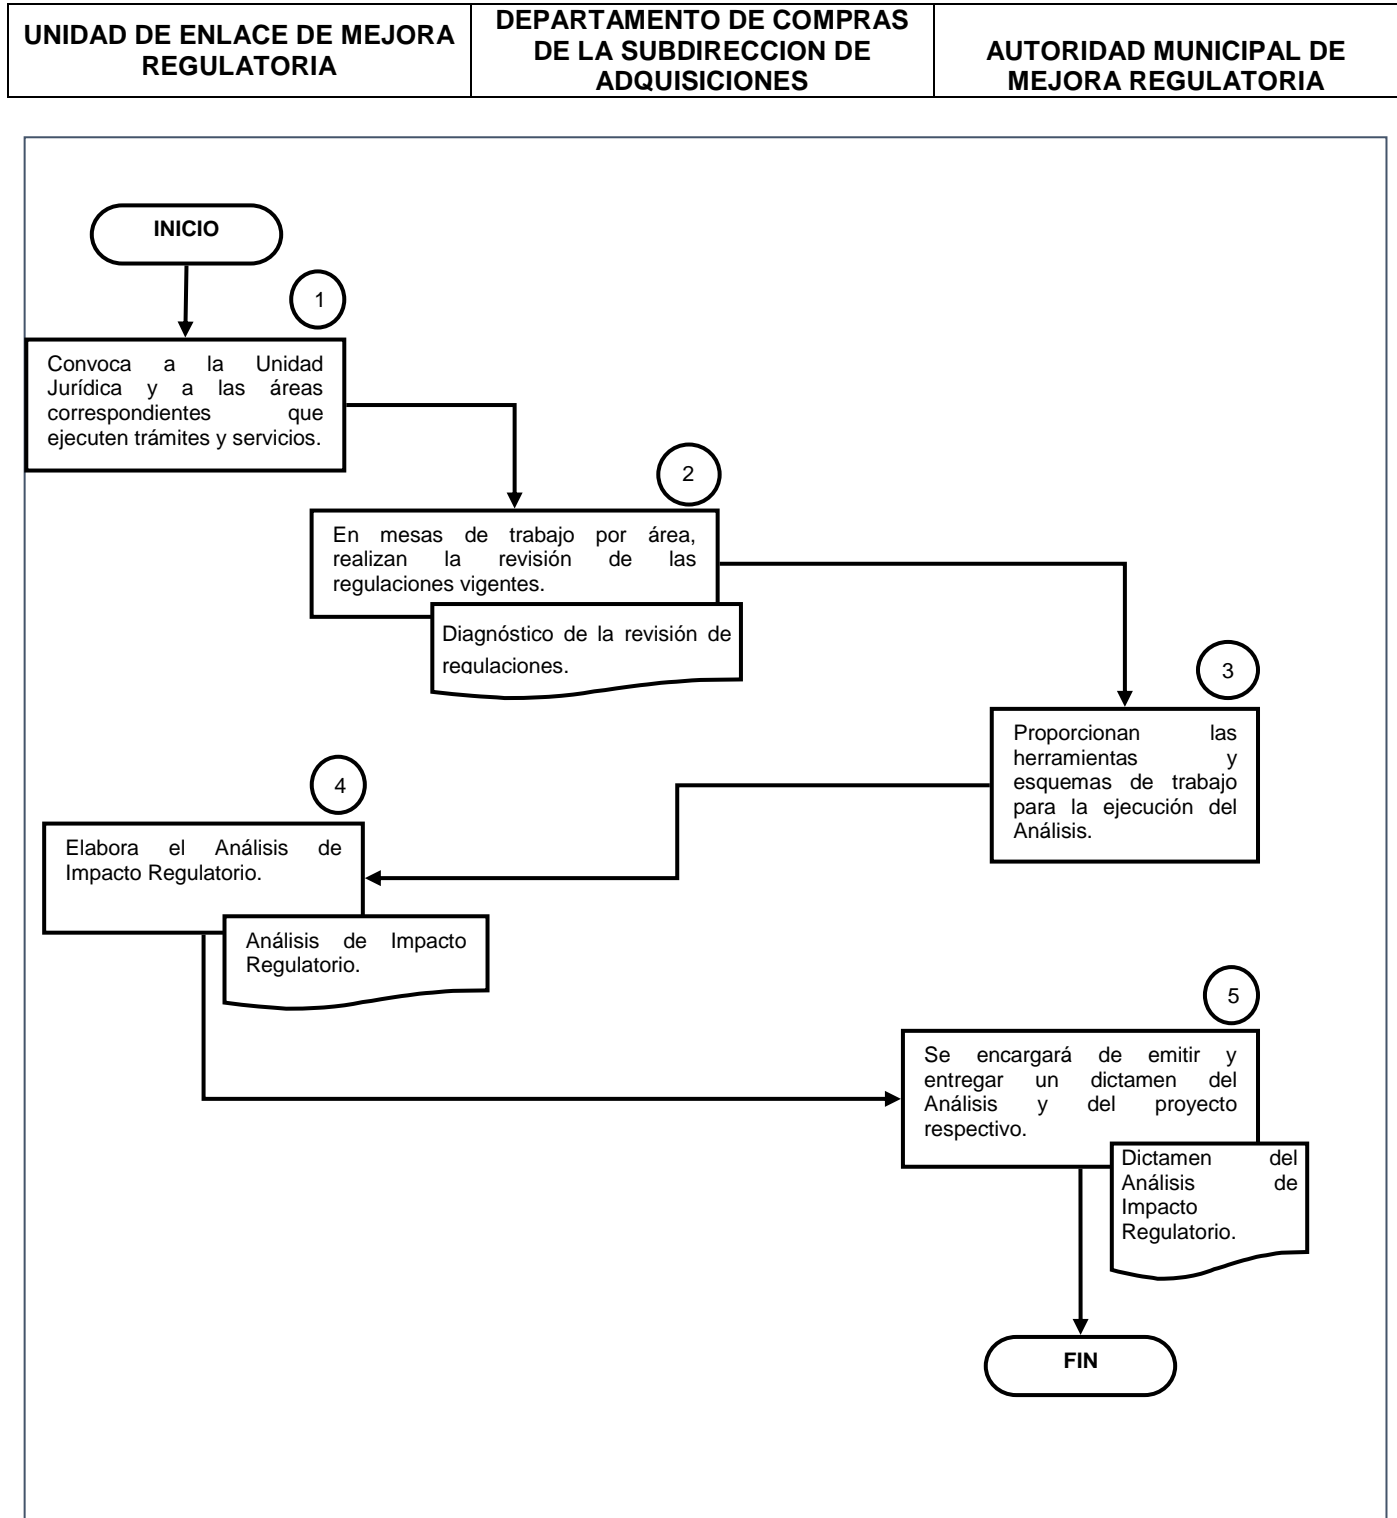 UNIDAD DE ENLACE DE MEJORA
REGULATORIA
DEPARTAMENTO DE COMPRAS
DE LA SUBDIRECCION DE
ADQUISICIONES
AUTORIDAD MUNICIPAL DE
MEJORA REGULATORIA
INICIO
1
Convoca a la Unidad
Jurídica y a las áreas
correspondientes que
ejecuten trámites y servicios.
2
En mesas de trabajo por área,
realizan la revisión de las
regulaciones vigentes.
Diagnóstico de la revisión de
regulaciones.
3
Proporcionan las
herramientas y
esquemas de trabajo
para la ejecución del
Análisis.
4
Elabora el Análisis de
Impacto Regulatorio.
Análisis de Impacto
Regulatorio.
5
Se encargará de emitir y
entregar un dictamen del
Análisis y del proyecto
respectivo.
Dictamen del
Análisis de
Impacto
Regulatorio.
FIN